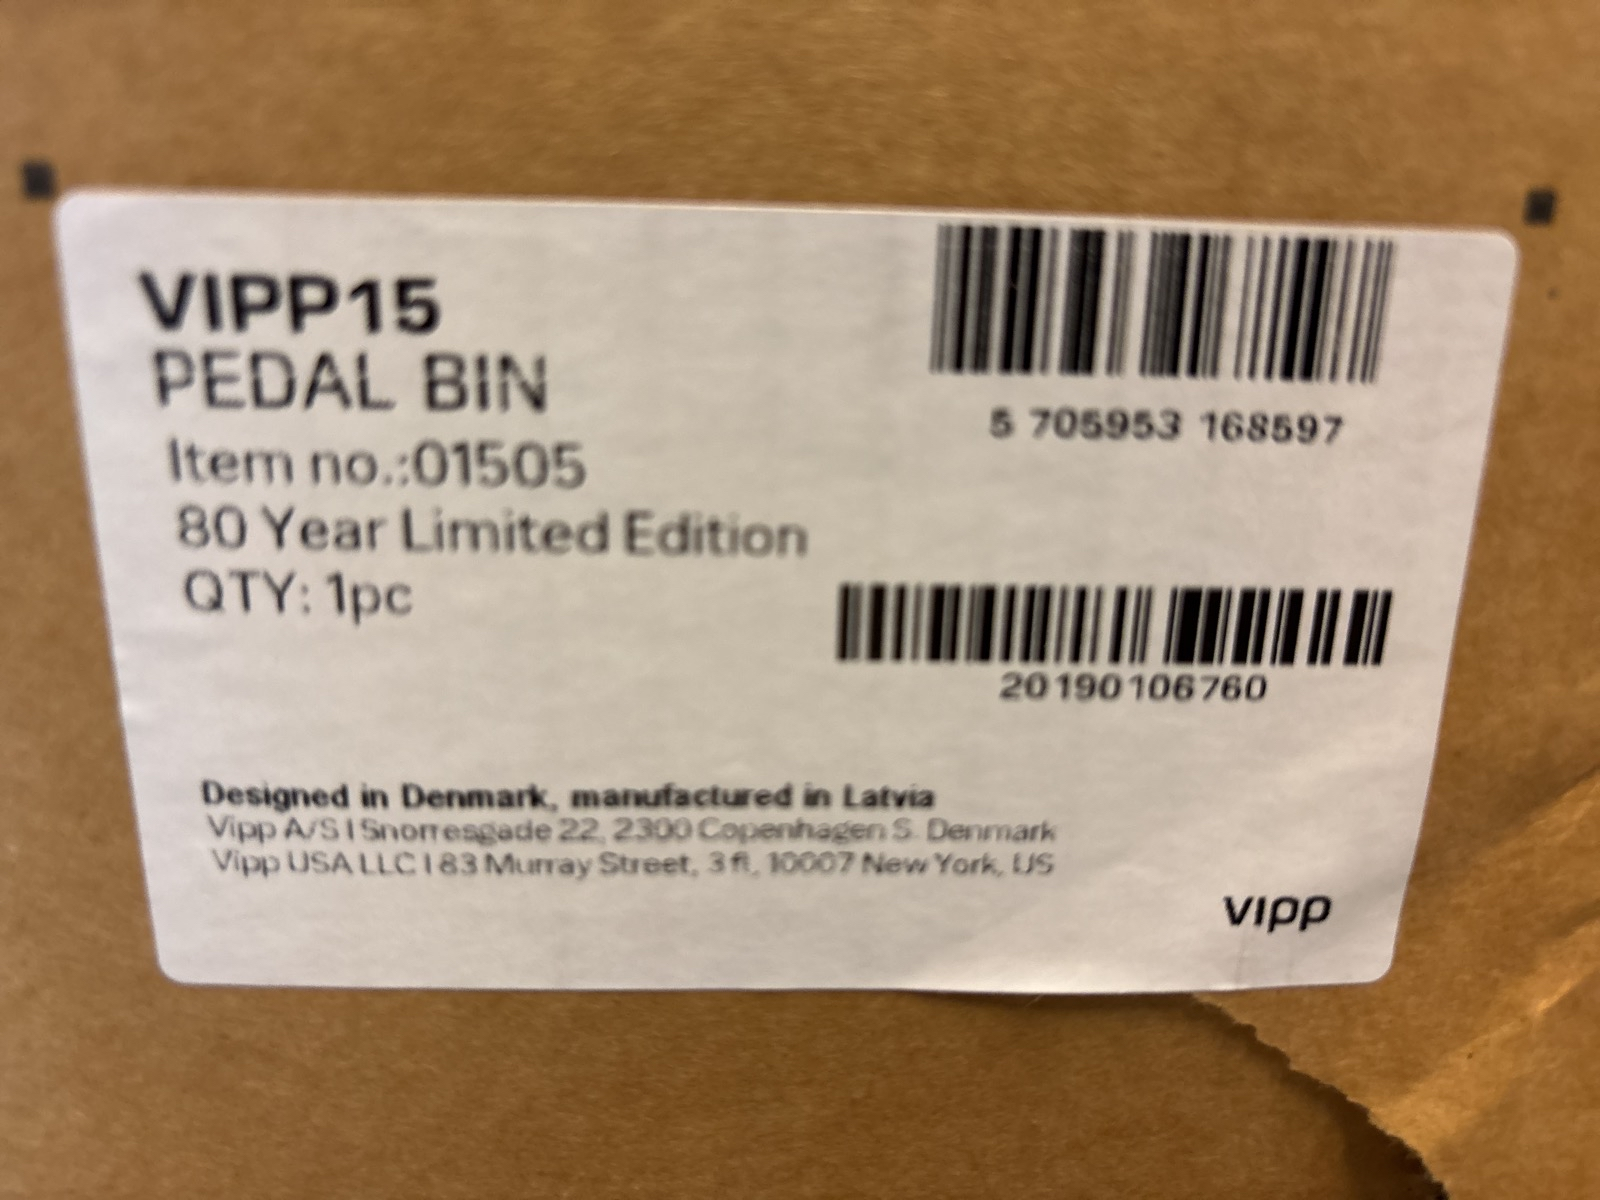 VIPP15
PEDAL BIN
Item no.:01505
80 Year Limited Edition
QTY: 1pc
5 705953 168597
20190106760
Designed in Denmark, manufactured in Latvia
Vipp A/S I Snorresgade 22, 2300 Copenhagen S. Denmark
Vipp USA LLC I 83 Murray Street, 3 fl, 10007 New York, US
VIPP